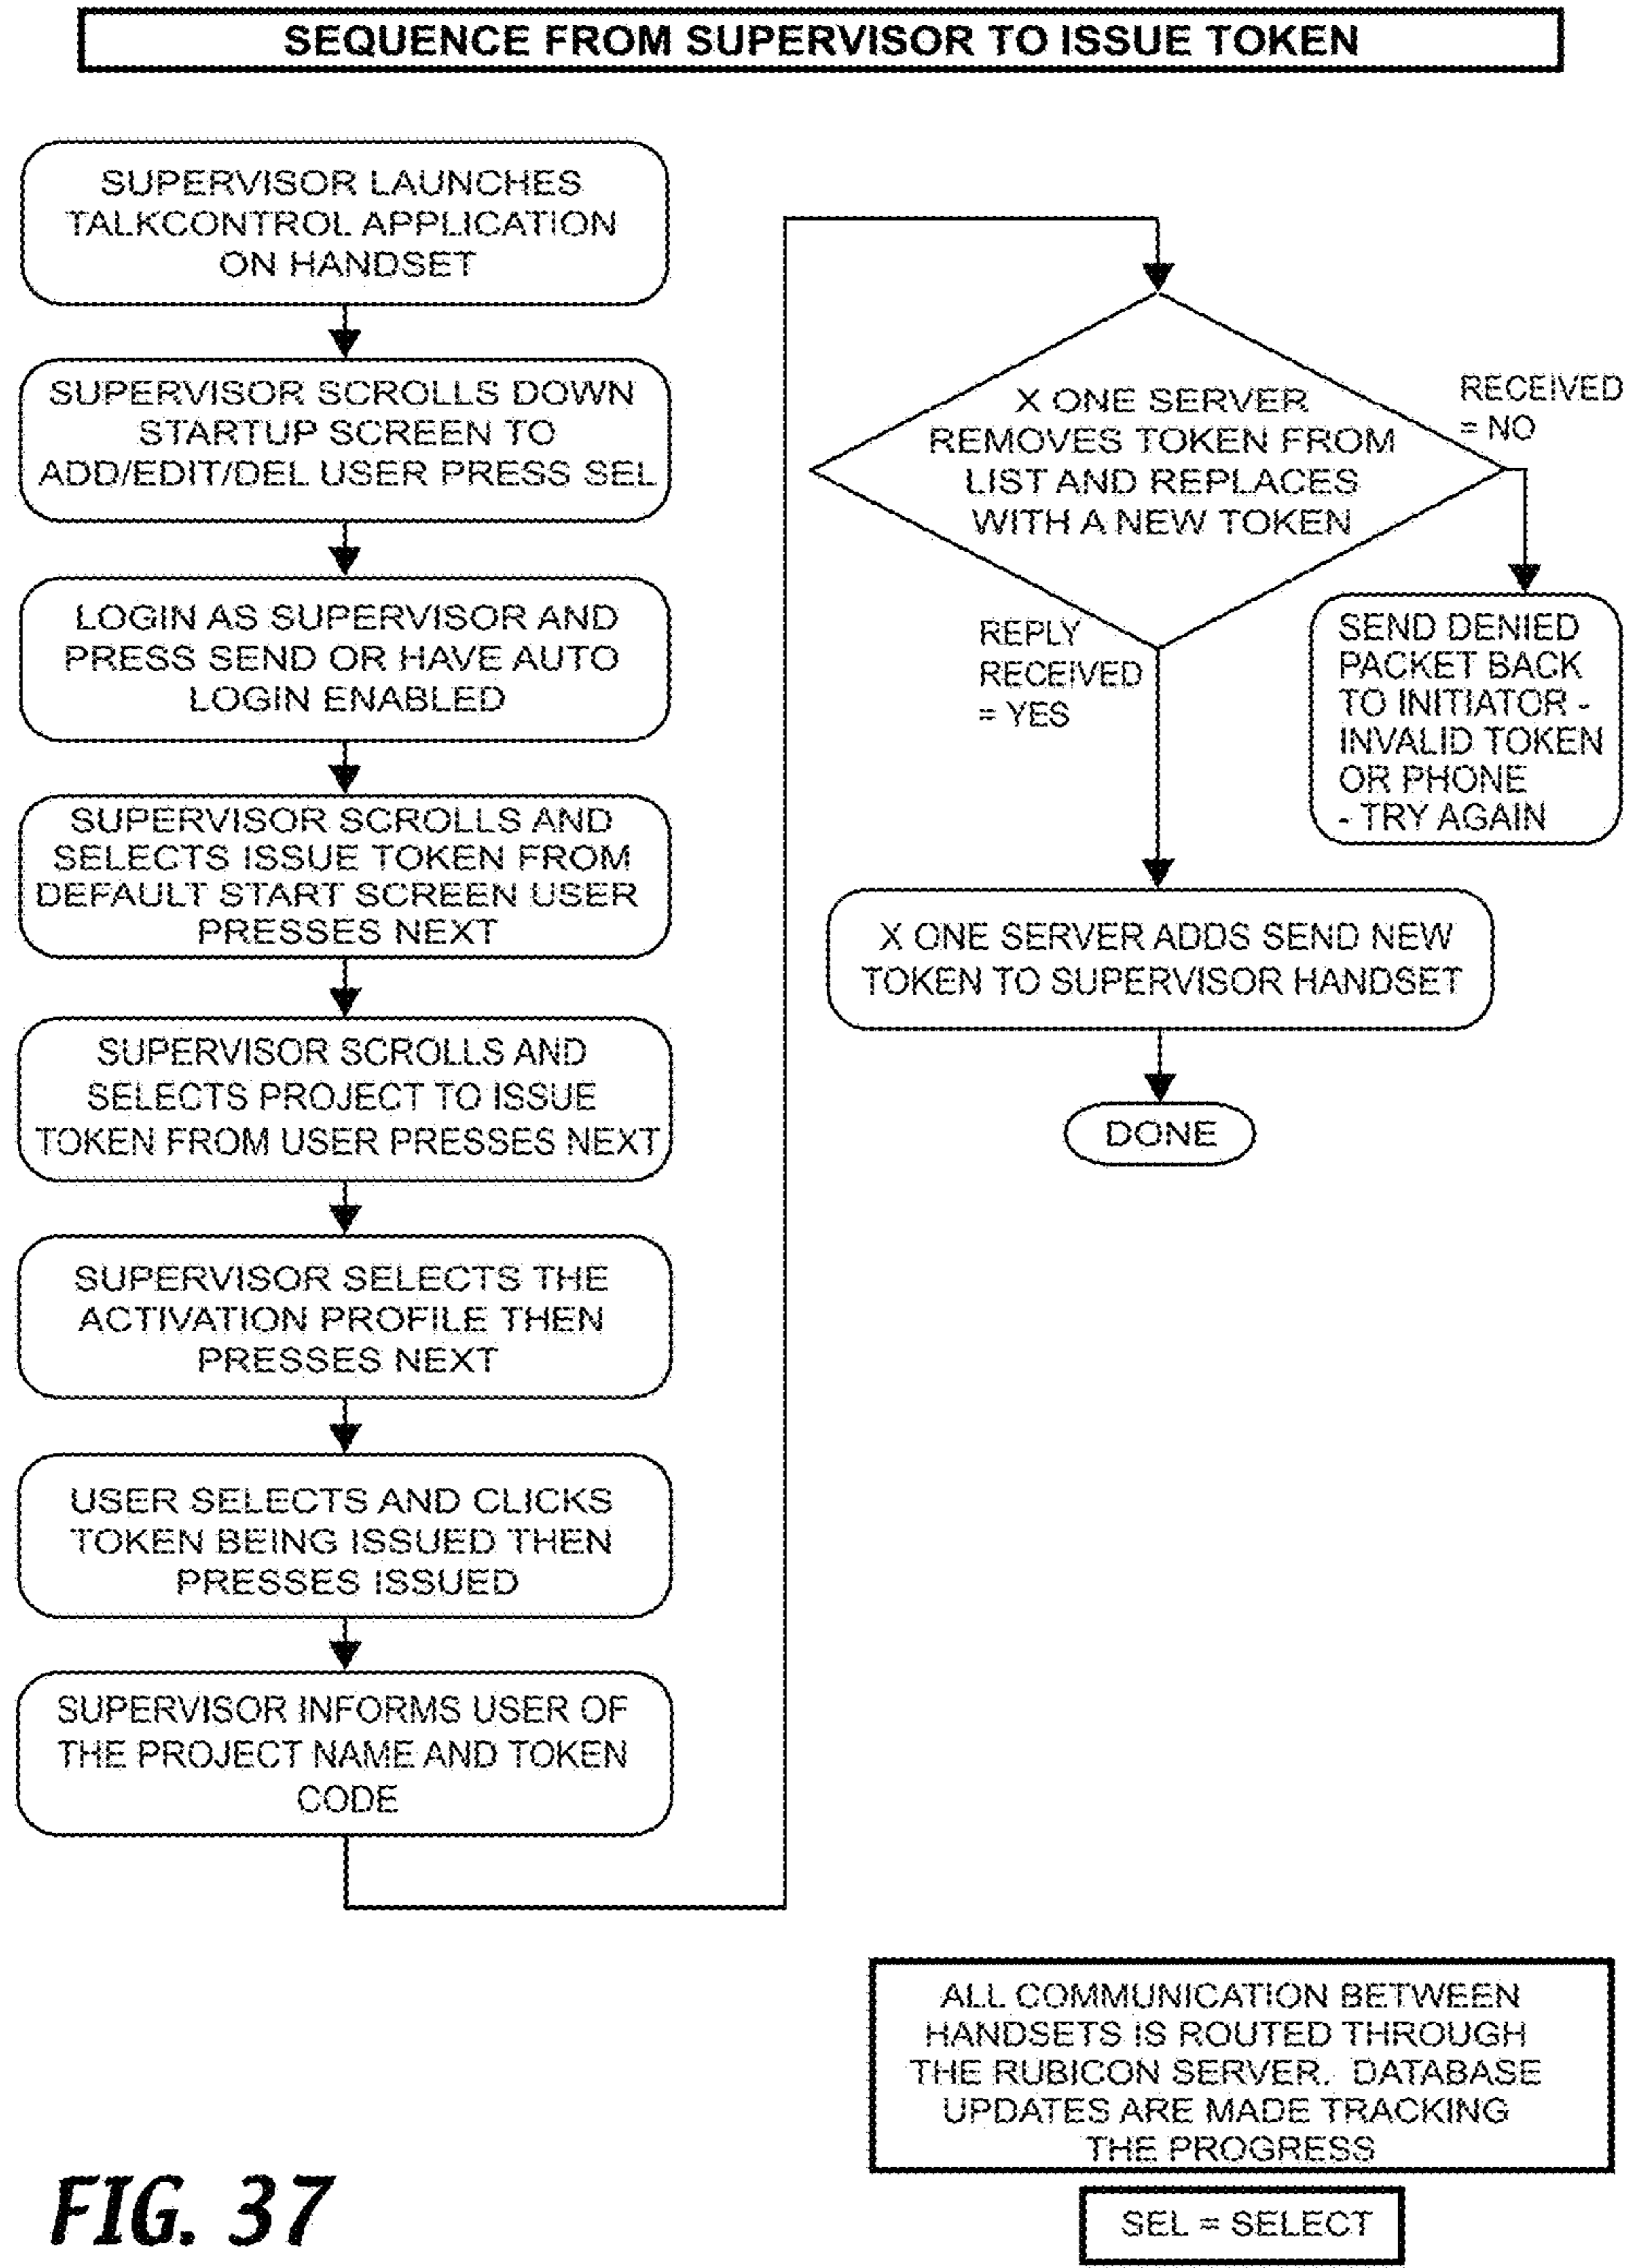 SEQUENCE FROM SUPERVISOR TO ISSUE TOKEN
SUPERVISOR LAUNCHES
TALKCONTROL APPLICATION
ON HANDSET
SUPERVISOR SCROLLS DOWN
STARTUP SCREEN TO
ADD/EDIT/DEL USER PRESS SEL
LOGIN AS SUPERVISOR AND
PRESS SEND OR HAVE AUTO
LOGIN ENABLED
SUPERVISOR SCROLLS AND
SELECTS ISSUE TOKEN FROM
DEFAULT START SCREEN USER
PRESSES NEXT
SUPERVISOR SCROLLS AND
SELECTS PROJECT TO ISSUE
TOKEN FROM USER PRESSES NEXT
SUPERVISOR SELECTS THE
ACTIVATION PROFILE THEN
PRESSES NEXT
USER SELECTS AND CLICKS
TOKEN BEING ISSUED THEN
PRESSES ISSUED
SUPERVISOR INFORMS USER OF
THE PROJECT NAME AND TOKEN
CODE
X ONE SERVER
REMOVES TOKEN FROM
LIST AND REPLACES
WITH A NEW TOKEN
RECEIVED
= NO
SEND DENIED
PACKET BACK
TO INITIATOR -
INVALID TOKEN
OR PHONE
- TRY AGAIN
REPLY
RECEIVED
= YES
X ONE SERVER ADDS SEND NEW
TOKEN TO SUPERVISOR HANDSET
DONE
ALL COMMUNICATION BETWEEN
HANDSETS IS ROUTED THROUGH
THE RUBICON SERVER. DATABASE
UPDATES ARE MADE TRACKING
THE PROGRESS
SEL = SELECT
FIG. 37